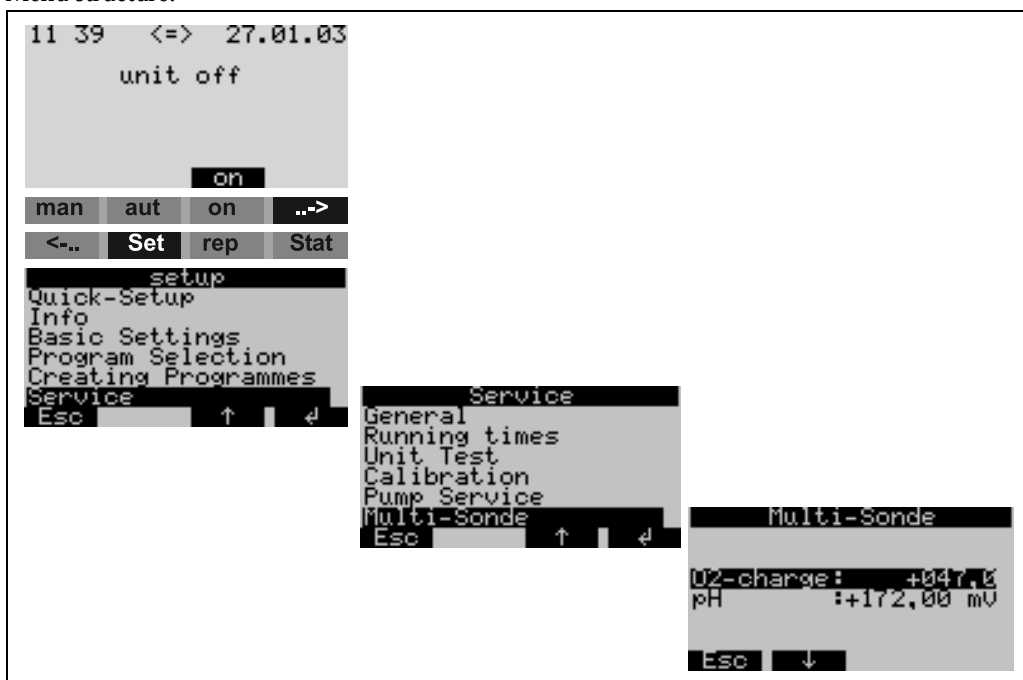 11 39 <=> 27.01.03
unit off
on
man aut on ..->
<-.. Set rep Stat
setup
Quick-Setup
Info
Basic Settings
Program Selection
Creating Programmes
Service
Esc ↑ ↲
Service
General
Running times
Unit Test
Calibration
Pump Service
Multi-Sonde
Esc ↑ ↲
Multi-Sonde
O2-charge: +047,0
pH :+172,00 mV
Esc ↓